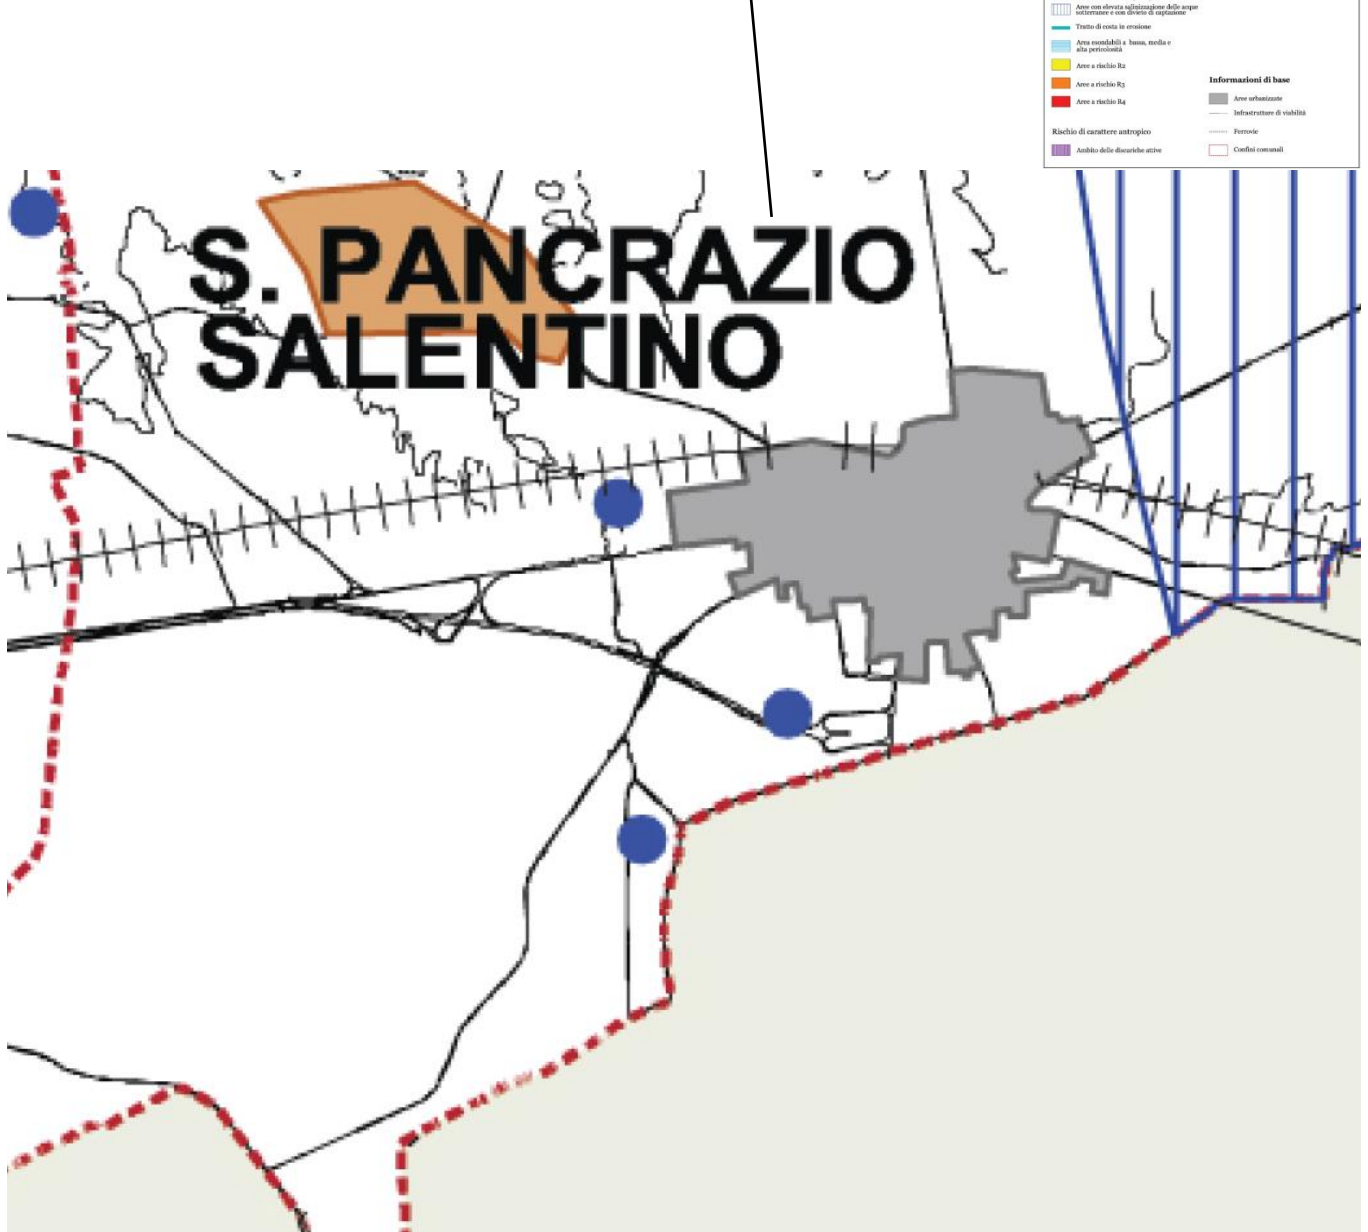 Aree con elevata salinizzazione delle acque
sotterranee e con divieto di captazione
Tratto di costa in erosione
Area esondabili a bassa, media e
alta pericolosità
Aree a rischio R2
Aree a rischio R3
Aree a rischio R4
Rischio di carattere antropico
Ambito delle discariche attive
Informazioni di base
Aree urbanizzate
Infrastrutture di viabilità
Ferrovie
Confini comunali
S. PANCRAZIO
SALENTINO